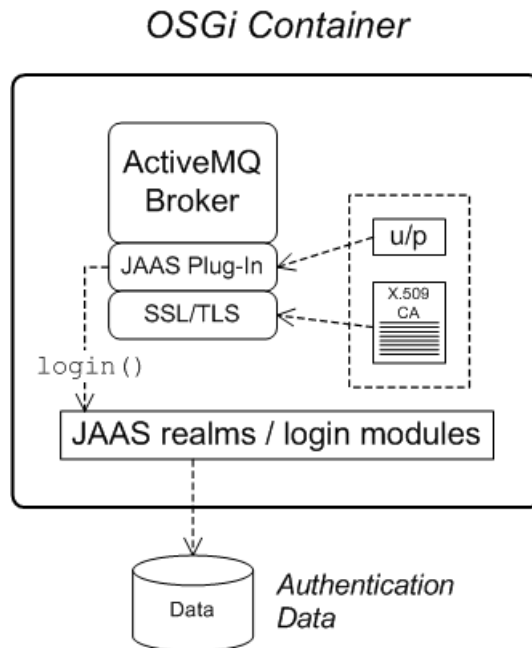 OSGi Container
ActiveMQ
Broker
JAAS Plug-In
SSL/TLS
u/p
X.509
CA
login()
JAAS realms / login modules
Data
Authentication
Data